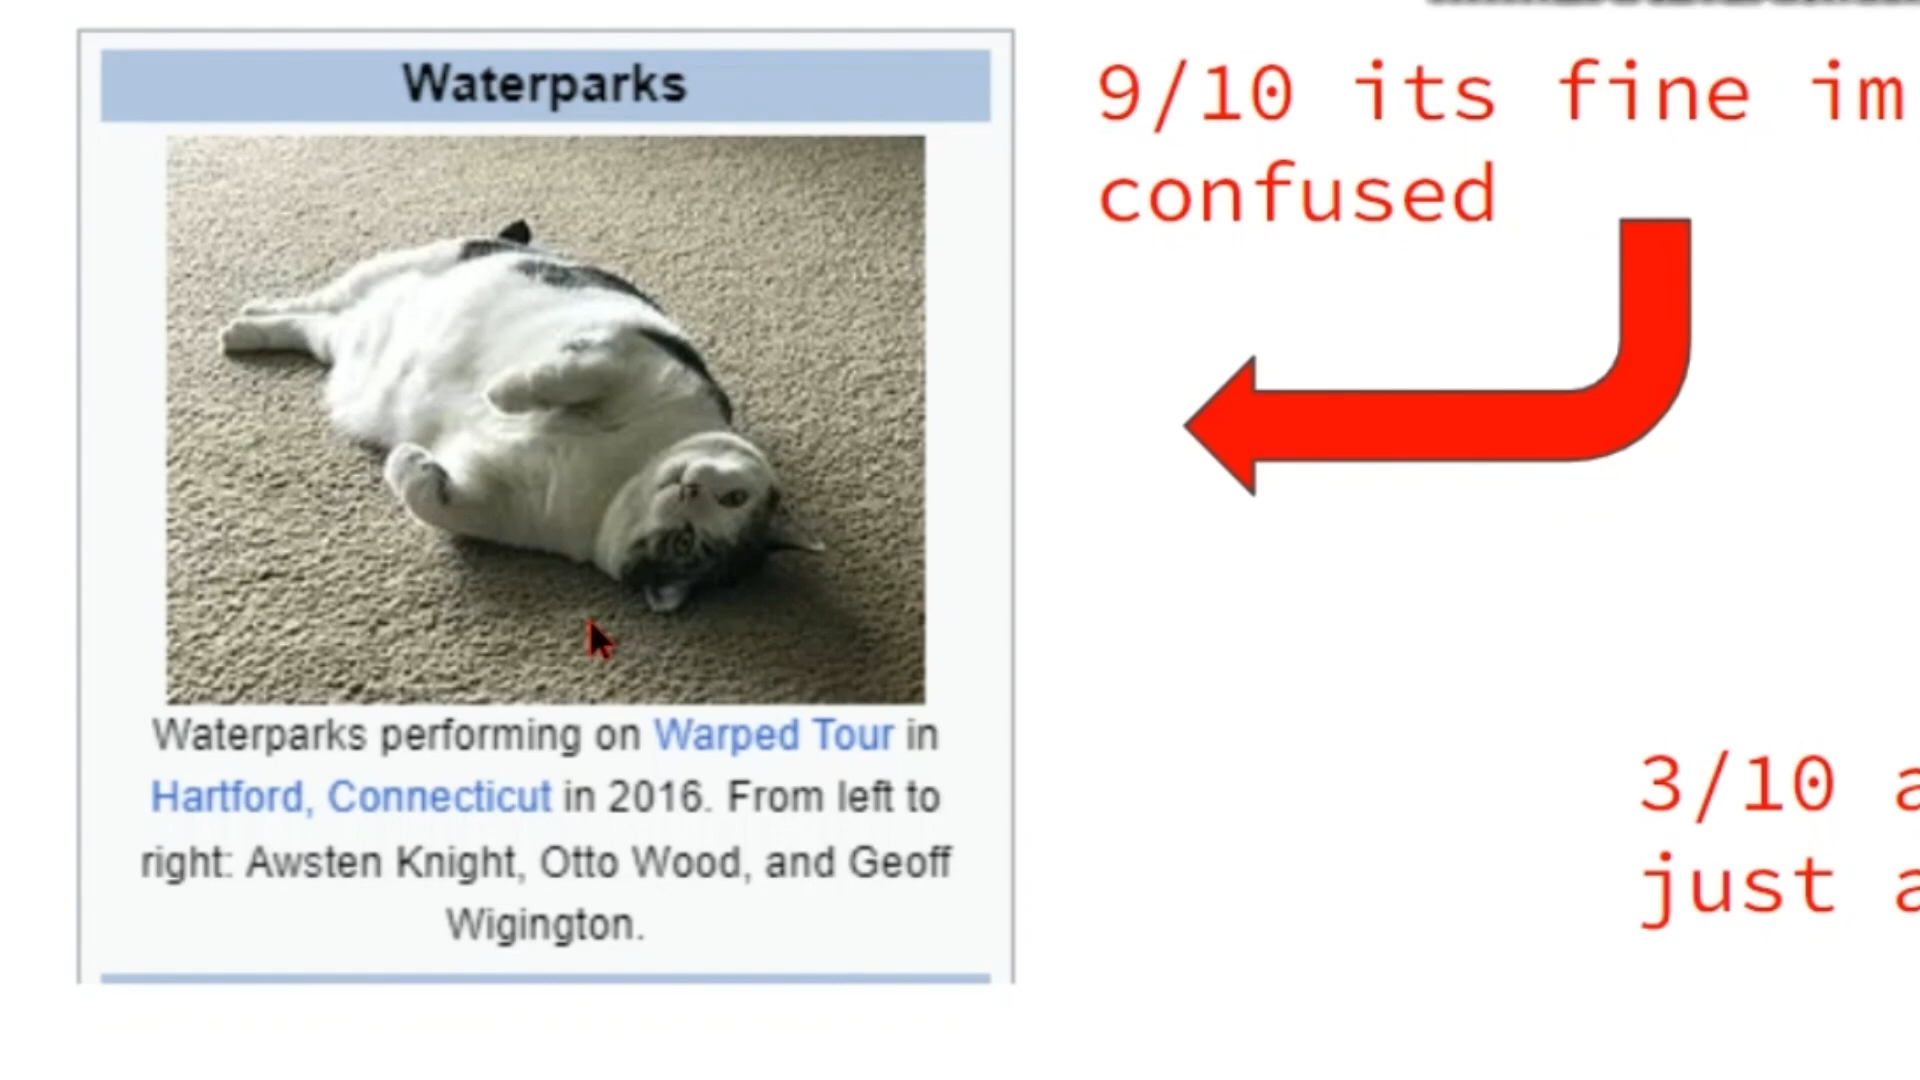 Waterparks
Waterparks performing on Warped Tour in
Hartford, Connecticut in 2016. From left to
right: Awsten Knight, Otto Wood, and Geoff
Wigington.
9/10 its fine im
confused
3/10 a
just a